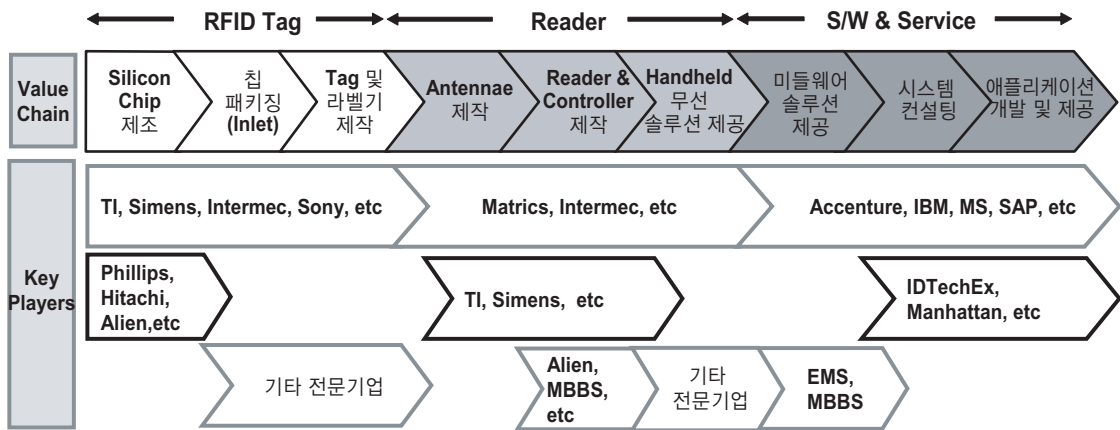 RFID Tag
Reader
S/W & Service
Value
Chain
Silicon
Chip
제조
칩
패키징
(Inlet)
Tag 및
라벨기
제작
Antennae
제작
Reader &
Controller
제작
Handheld
무선
솔루션 제공
미들웨어
솔루션
제공
시스템
컨설팅
애플리케이션
개발 및 제공
Key
Players
TI, Simens, Intermec, Sony, etc
Matrics, Intermec, etc
Accenture, IBM, MS, SAP, etc
Phillips,
Hitachi,
Alien,etc
TI, Simens, etc
IDTechEx,
Manhattan, etc
기타 전문기업
Alien,
MBBS,
etc
기타
전문기업
EMS,
MBBS